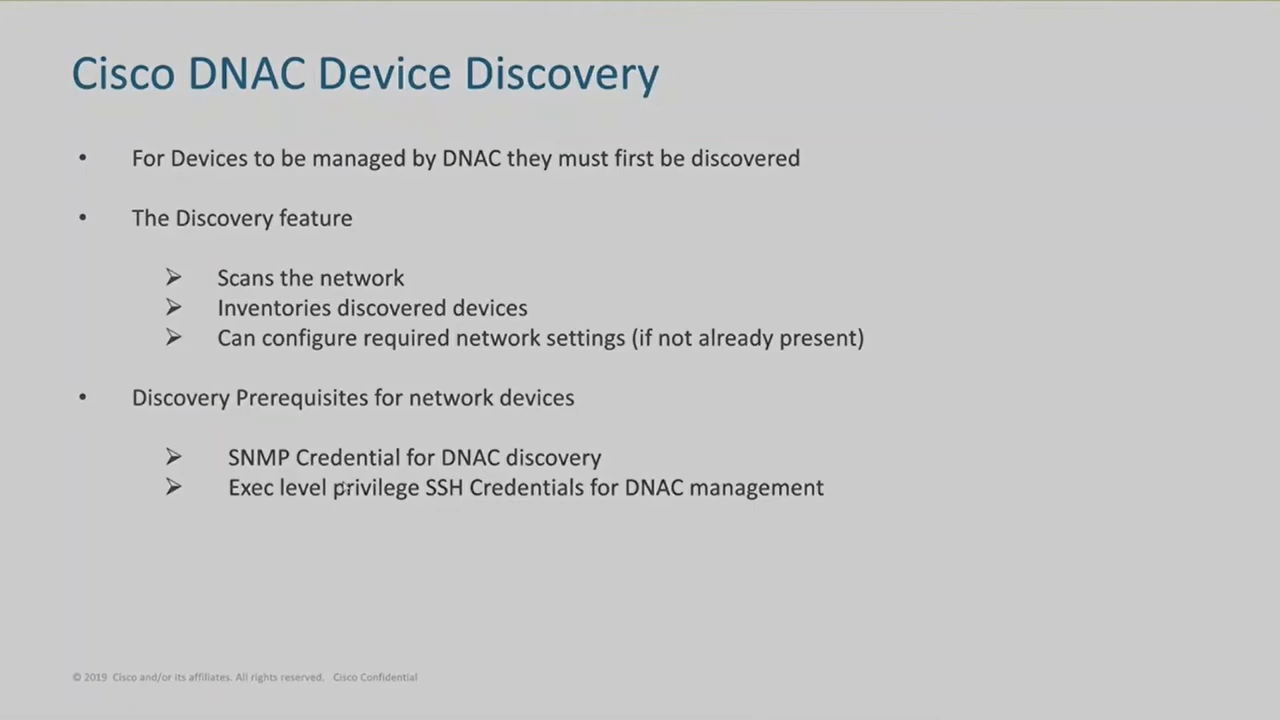 Cisco DNAC Device Discovery
• For Devices to be managed by DNAC they must first be discovered
• The Discovery feature
➢ Scans the network
➢ Inventories discovered devices
➢ Can configure required network settings (if not already present)
• Discovery Prerequisites for network devices
➢ SNMP Credential for DNAC discovery
➢ Exec level privilege SSH Credentials for DNAC management
© 2019 Cisco and/or its affiliates. All rights reserved. Cisco Confidential